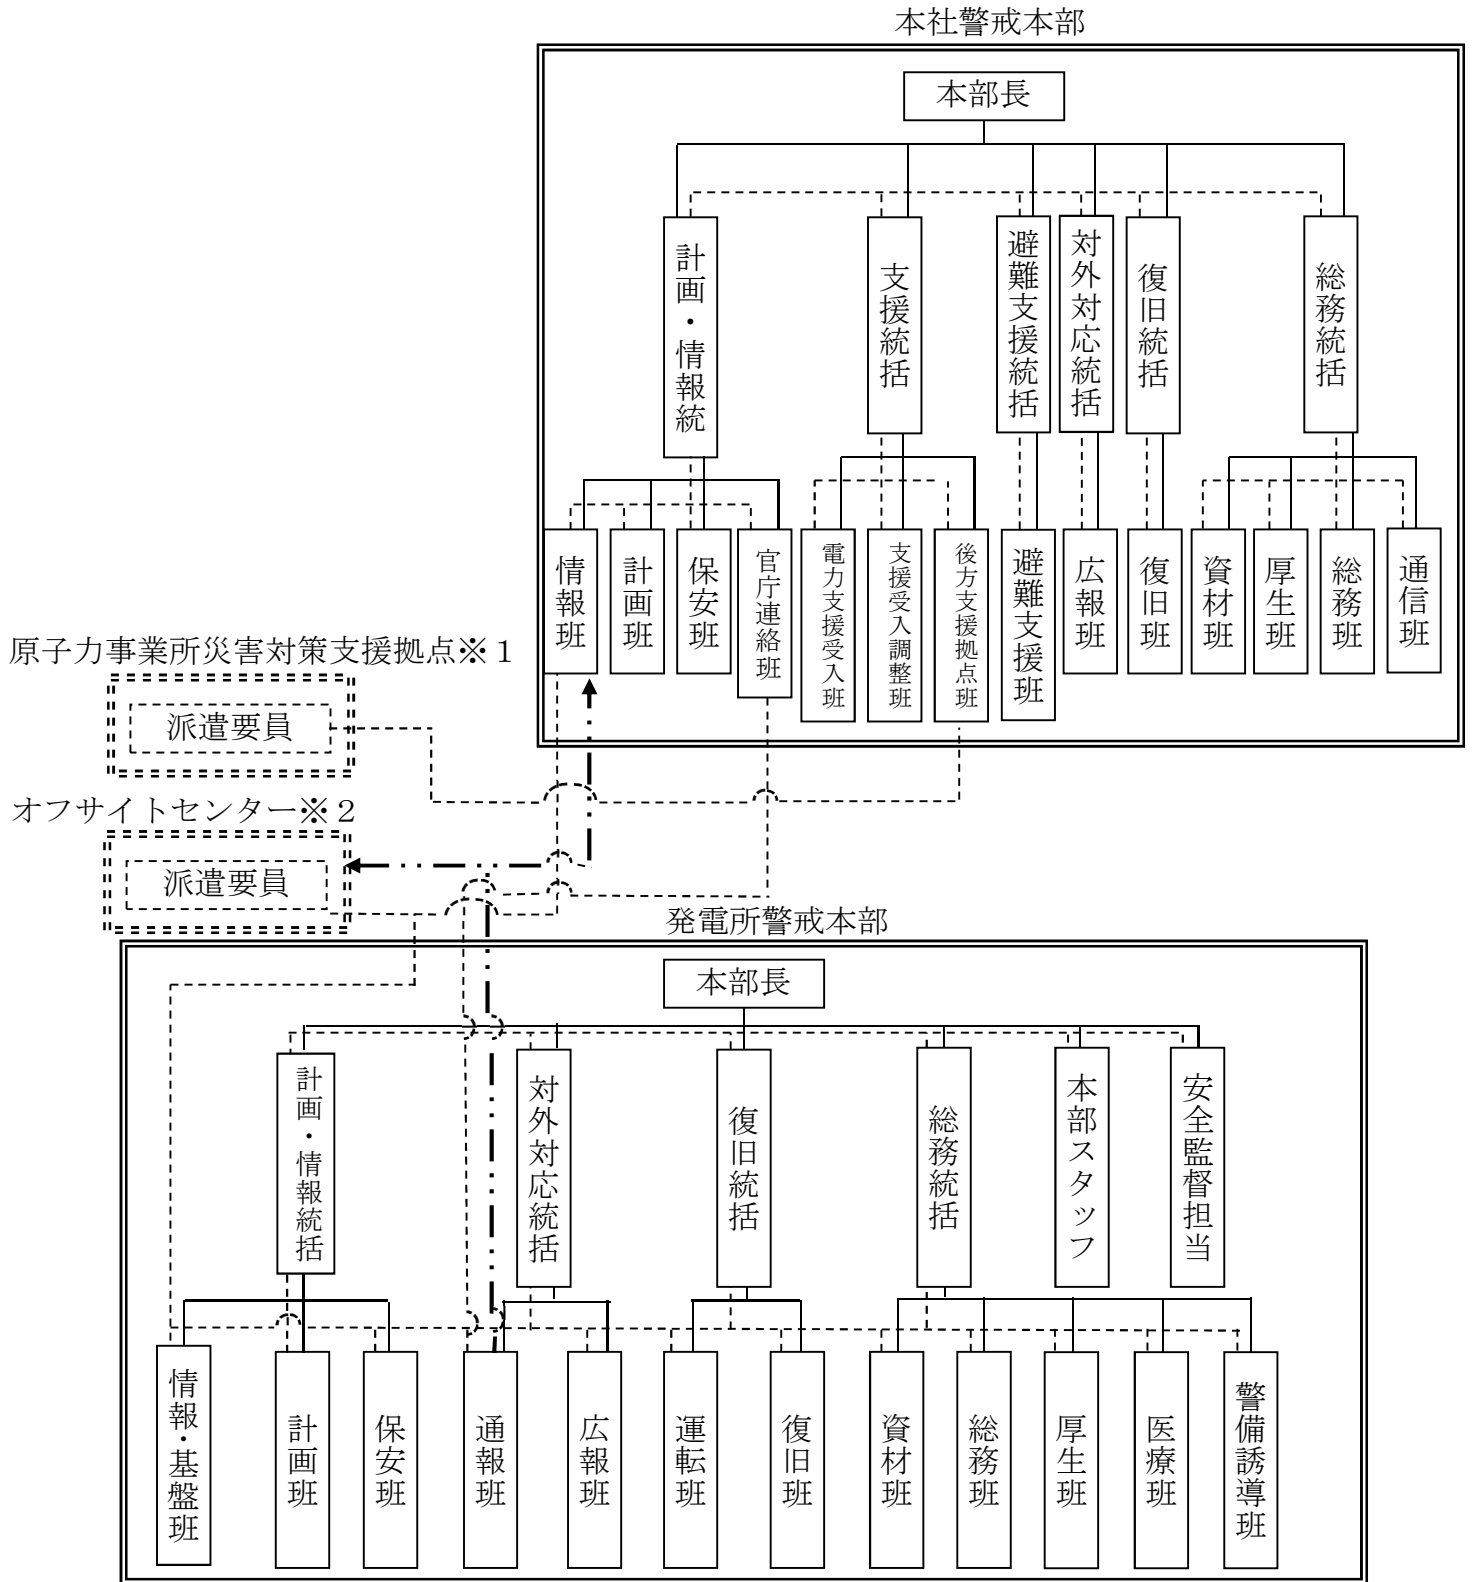 本社警戒本部
本部長
計画・情報統
支援統括
避難支援統括
対外対応統括
復旧統括
総務統括
情報班
計画班
保安班
官庁連絡班
電力支援受入班
支援受入調整班
後方支援拠点班
避難支援班
広報班
復旧班
資材班
厚生班
総務班
通信班
原子力事業所災害対策支援拠点※１
派遣要員
オフサイトセンター※２
派遣要員
発電所警戒本部
本部長
計画・情報統括
対外対応統括
復旧統括
総務統括
本部スタッフ
安全監督担当
情報・基盤班
計画班
保安班
通報班
広報班
運転班
復旧班
資材班
総務班
厚生班
医療班
警備誘導班